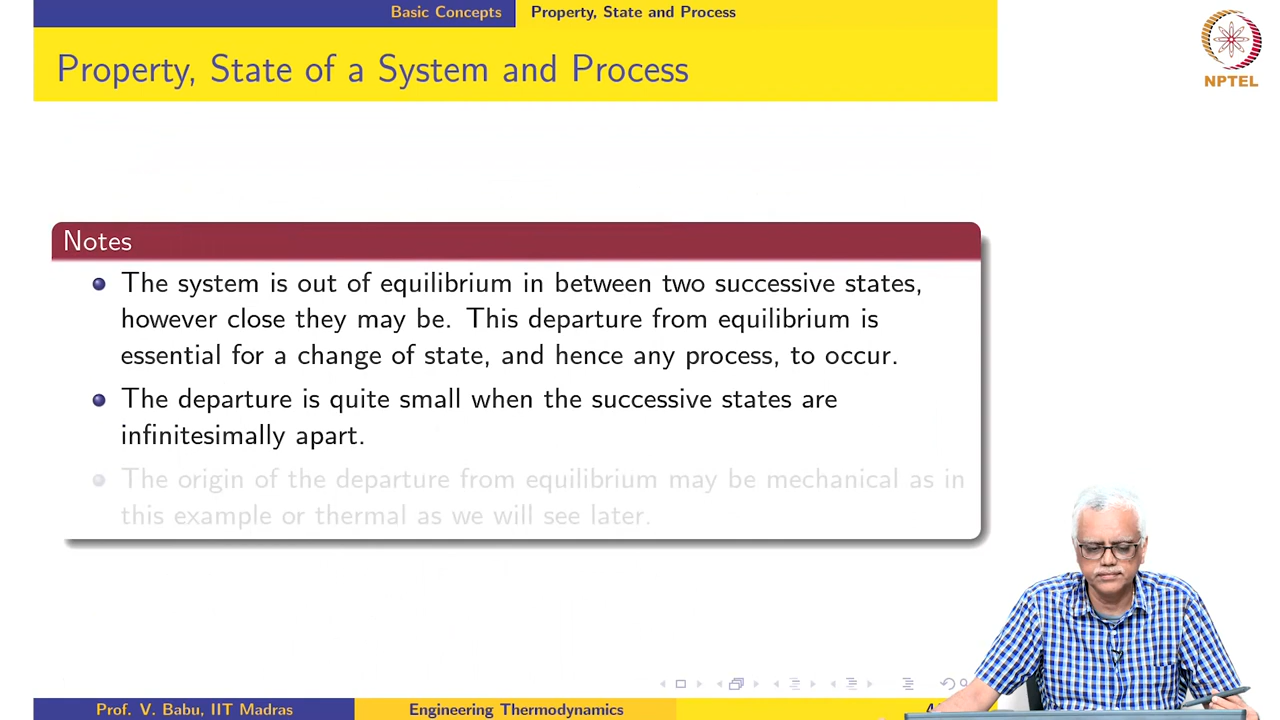 Basic Concepts Property, State and Process
Property, State of a System and Process
NPTEL
Notes
The system is out of equilibrium in between two successive states,
however close they may be. This departure from equilibrium is
essential for a change of state, and hence any process, to occur.
The departure is quite small when the successive states are
infinitesimally apart.
The origin of the departure from equilibrium may be mechanical as in
this example or thermal as we will see later.
Prof. V. Babu, IIT Madras Engineering Thermodynamics